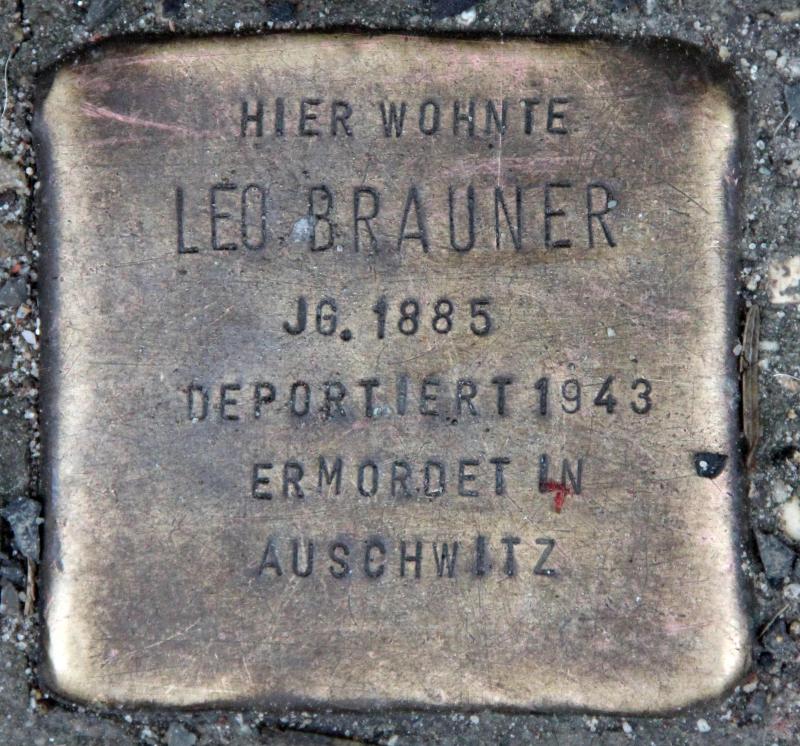 HIER WOHNTE
LEO BRAUNER
JG. 1885
DEPORTIERT 1943
ERMORDET IN
AUSCHWITZ